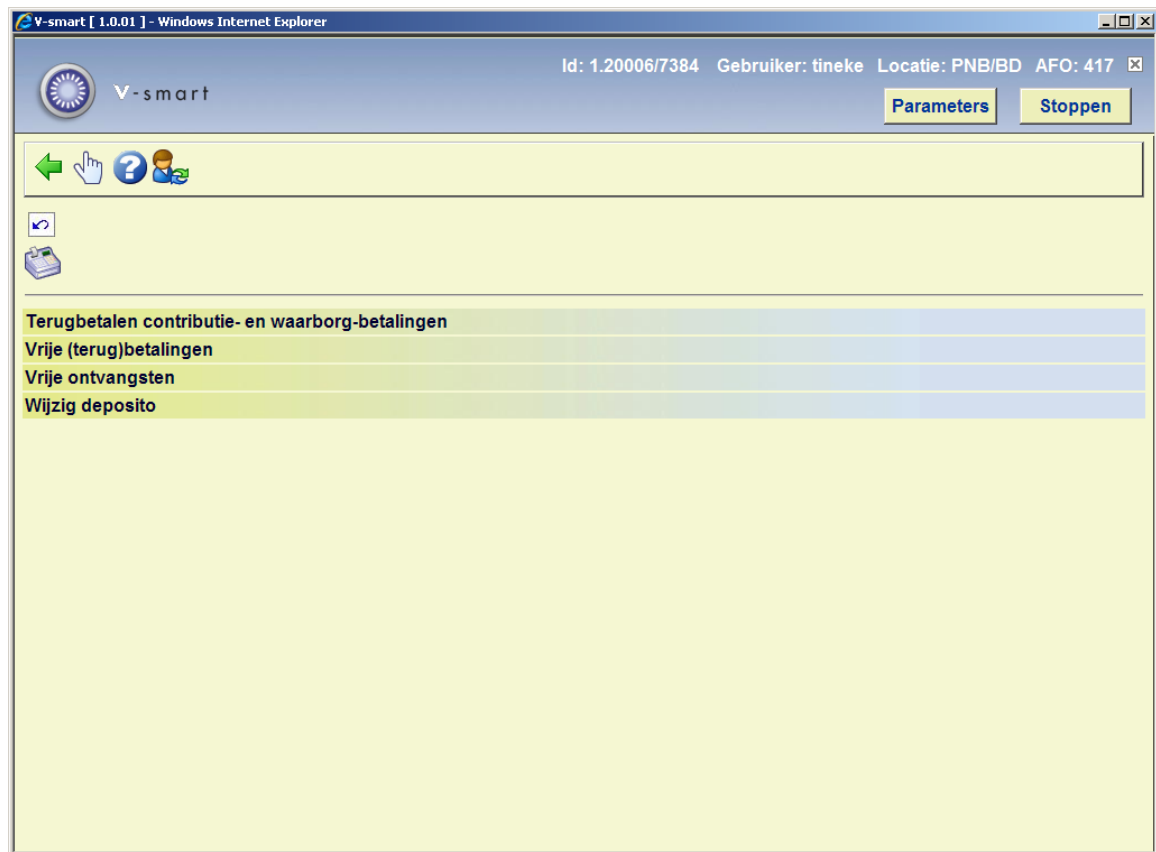 V-smart [ 1.0.01 ] - Windows Internet Explorer
Id: 1.20006/7384 Gebruiker: tineke Locatie: PNB/BD AFO: 417
V-smart
Parameters Stoppen
Terugbetalen contributie- en waarborg-betalingen
Vrije (terug)betalingen
Vrije ontvangsten
Wijzig deposito